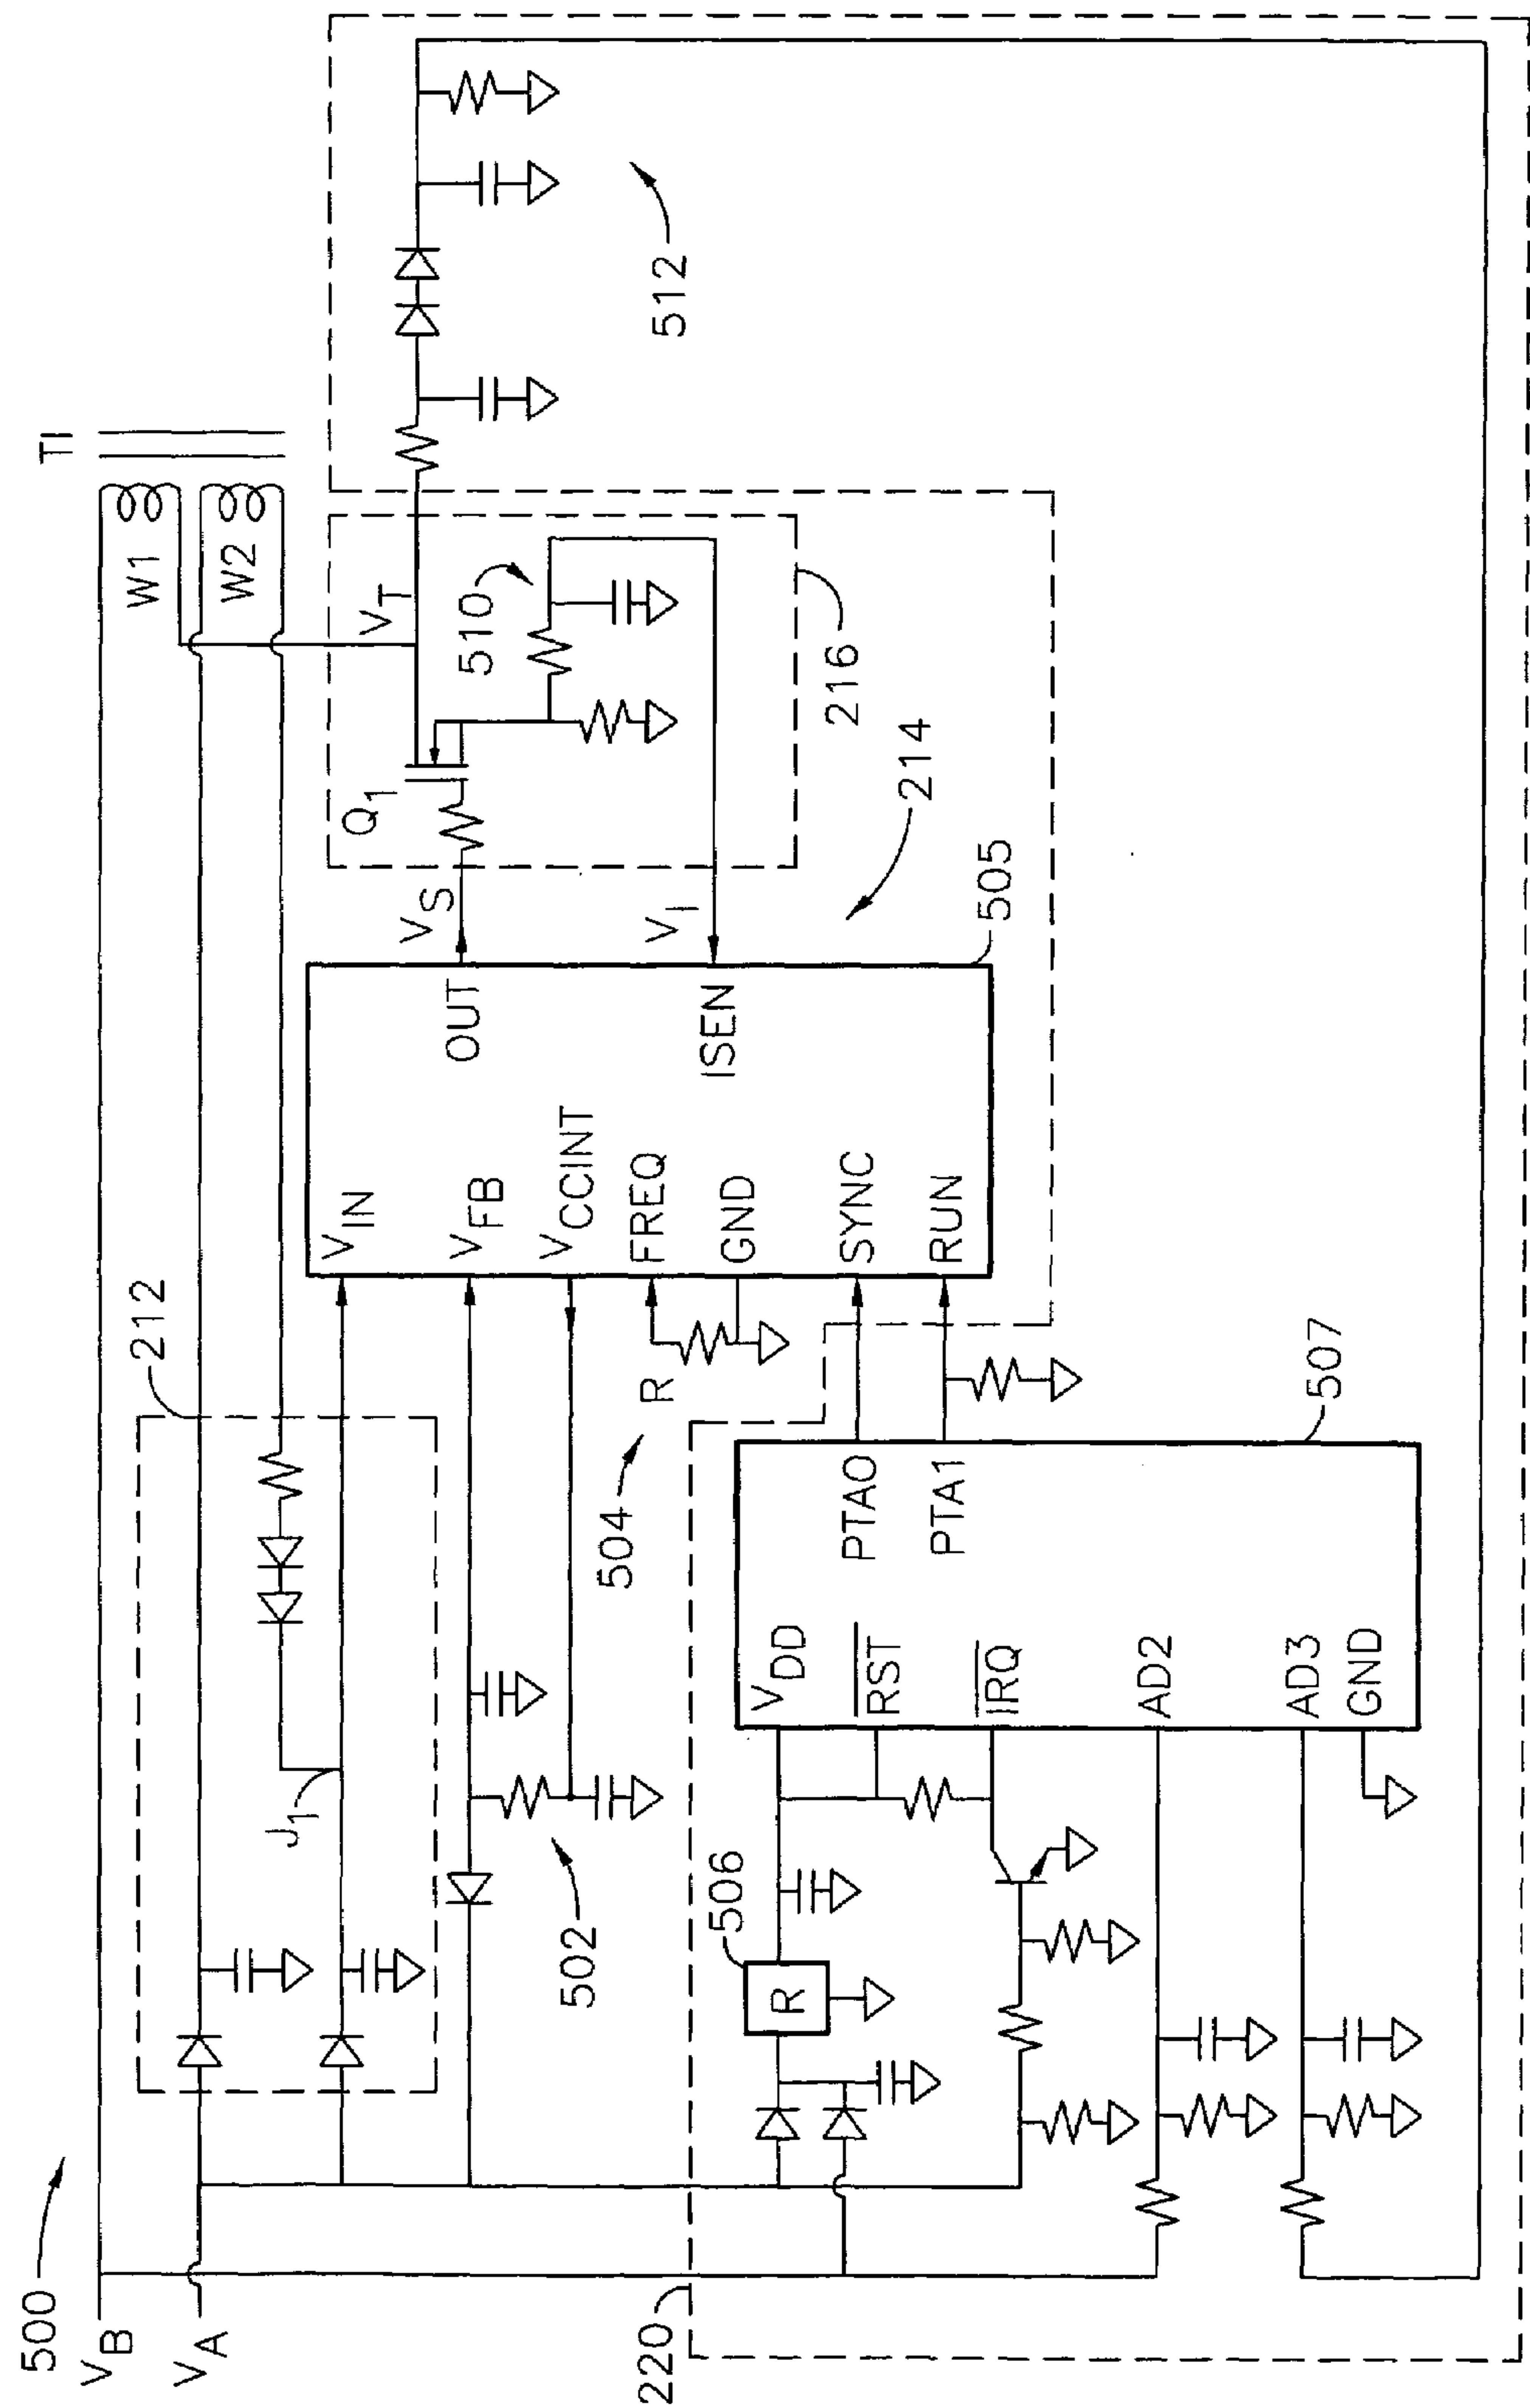 500
V_B
V_A
T1
W1
W2
212
J_1
V_IN
V_FB
V_CCINT
FREQ
GND
SYNC
RUN
OUT
ISEN
V_S
V_I
Q_1
V_T
510
216
214
505
512
502
504
R
220
506
R
V_DD
RST
IRQ
AD2
AD3
GND
PTA0
PTA1
507